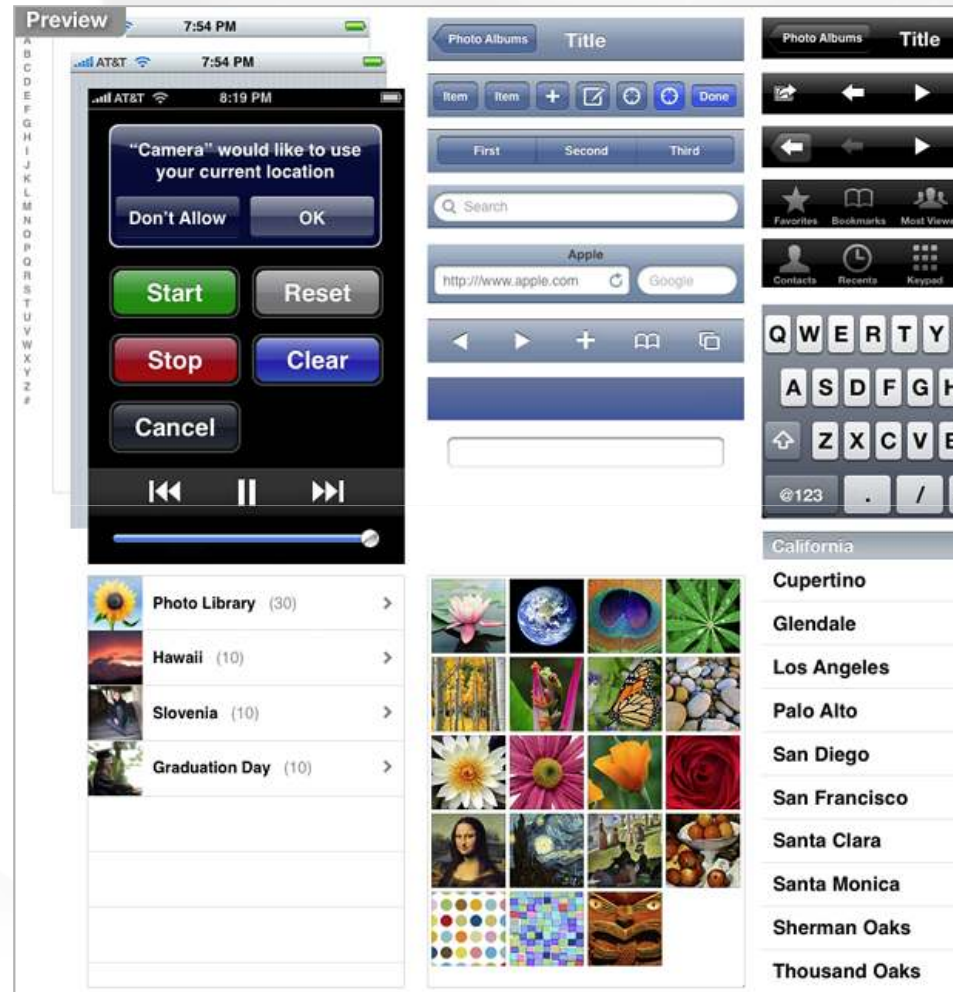 Preview
7:54 PM
A
B
C
D
E
F
G
H
I
J
K
L
M
N
O
P
Q
R
S
T
U
V
W
X
Y
Z
#
AT&T 7:54 PM
AT&T 8:19 PM
“Camera” would like to use
your current location
Don't Allow OK
Start Reset
Stop Clear
Cancel
Photo Library (30)
Hawaii (10)
Slovenia (10)
Graduation Day (10)
Photo Albums Title
Item Item + Done
First Second Third
Search
Apple
http:///www.apple.com Google
+
Photo Albums Title
Favorites Bookmarks Most Viewe
Contacts Recents Keypad
Q W E R T Y
A S D F G H
Z X C V B
@123 . /
California
Cupertino
Glendale
Los Angeles
Palo Alto
San Diego
San Francisco
Santa Clara
Santa Monica
Sherman Oaks
Thousand Oaks